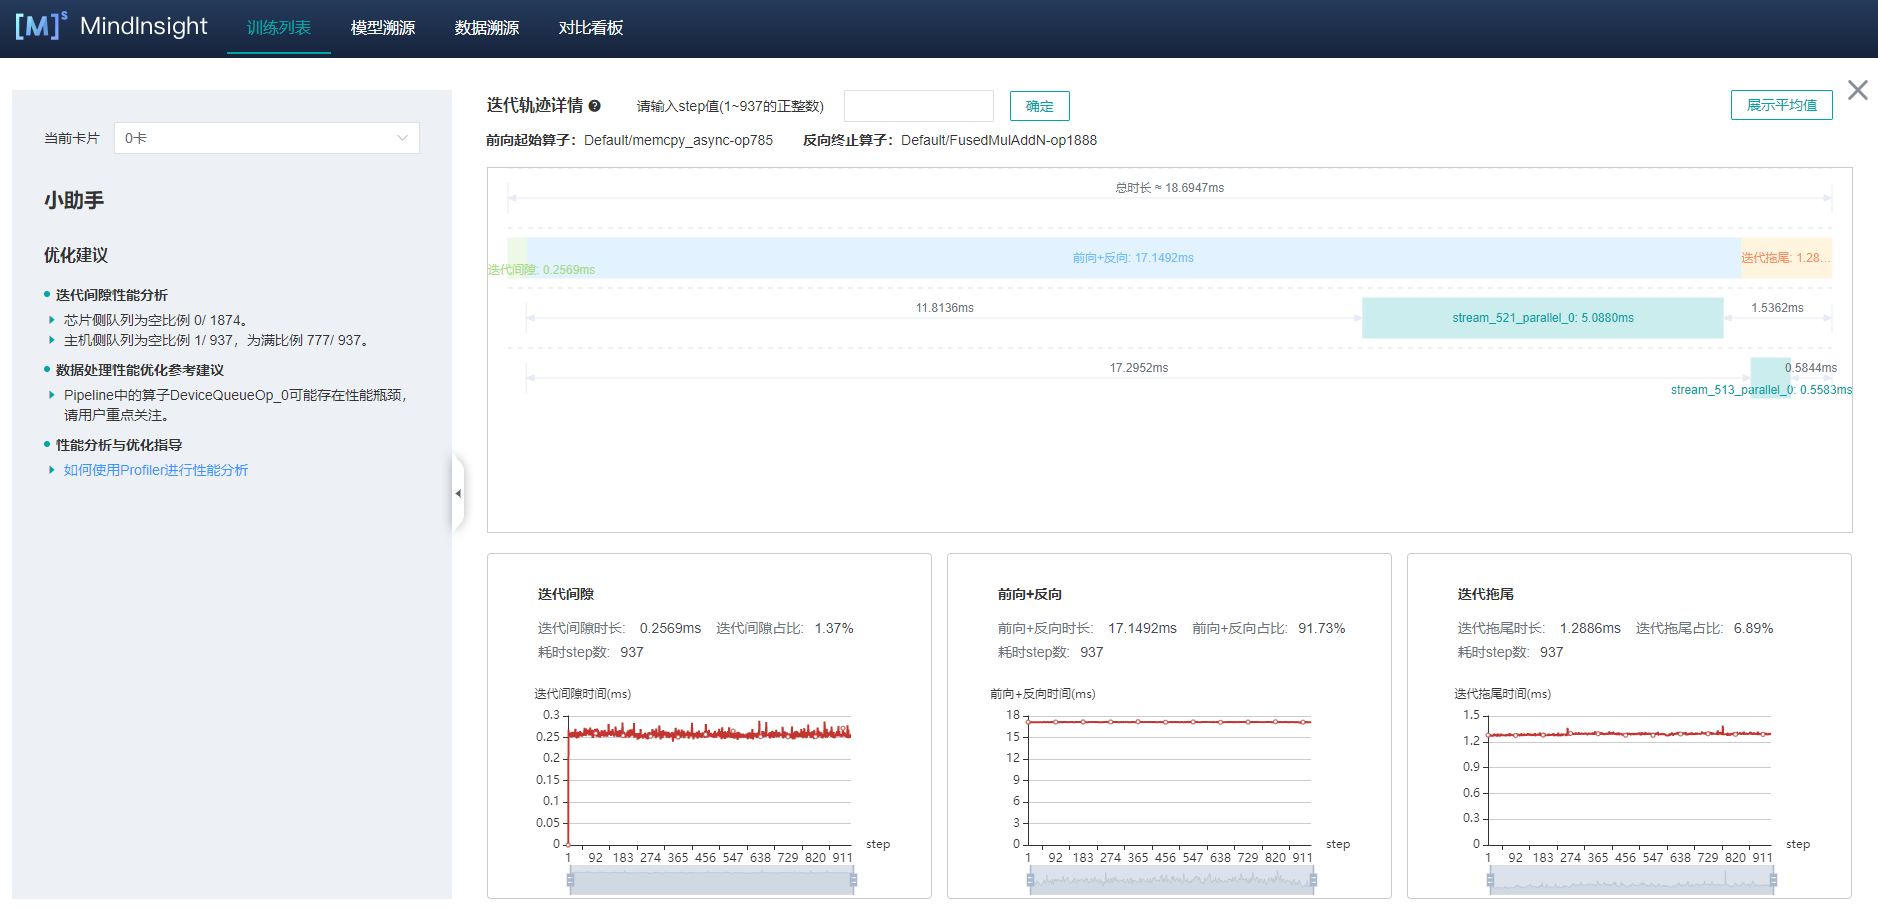 [M]s MindInsight 训练列表 模型溯源 数据溯源 对比看板
当前卡片 0卡
小助手
优化建议
迭代间隙性能分析
芯片侧队列为空比例 0/ 1874。
主机侧队列为空比例 1/ 937，为满比例 777/ 937。
数据处理性能优化参考建议
Pipeline中的算子DeviceQueueOp_0可能存在性能瓶颈，
请用户重点关注。
性能分析与优化指导
如何使用Profiler进行性能分析
迭代轨迹详情 ? 请输入step值(1~937的正整数) 确定 展示平均值
前向起始算子： Default/memcpy_async-op785 反向终止算子： Default/FusedMulAddN-op1888
总时长 ≈ 18.6947ms
迭代间隙: 0.2569ms 前向+反向: 17.1492ms 迭代拖尾: 1.28...
11.8136ms stream_521_parallel_0: 5.0880ms 1.5362ms
17.2952ms 0.5844ms
stream_513_parallel_0: 0.5583ms
迭代间隙
迭代间隙时长: 0.2569ms 迭代间隙占比: 1.37%
耗时step数: 937
迭代间隙时间(ms)
0.3
0.25
0.2
0.15
0.1
0.05
0
step
1 92 183 274 365 456 547 638 729 820 911
前向+反向
前向+反向时长: 17.1492ms 前向+反向占比: 91.73%
耗时step数: 937
前向+反向时间(ms)
18
15
12
9
6
3
0
step
1 92 183 274 365 456 547 638 729 820 911
迭代拖尾
迭代拖尾时长: 1.2886ms 迭代拖尾占比: 6.89%
耗时step数: 937
迭代拖尾时间(ms)
1.5
1.2
0.9
0.6
0.3
0
step
1 92 183 274 365 456 547 638 729 820 911